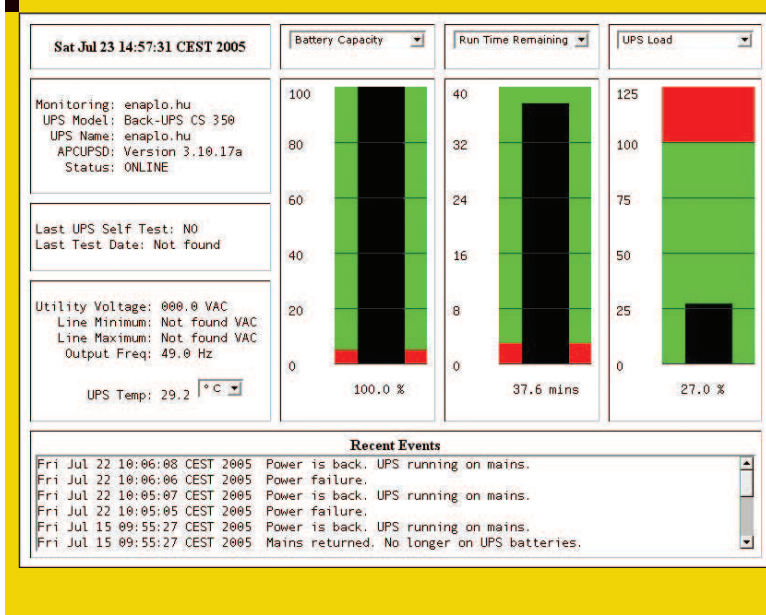 Sat Jul 23 14:57:31 CEST 2005
Monitoring: enaplo.hu
UPS Model: Back-UPS CS 350
UPS Name: enaplo.hu
APCUPSD: Version 3.10.17a
Status: ONLINE
Last UPS Self Test: NO
Last Test Date: Not found
Utility Voltage: 000.0 VAC
Line Minimum: Not found VAC
Line Maximum: Not found VAC
Output Freq: 49.0 Hz
UPS Temp: 29.2 °C
Battery Capacity
100
80
60
40
20
0
100.0 %
Run Time Remaining
40
32
24
16
8
0
37.6 mins
UPS Load
125
100
75
50
25
0
27.0 %
Recent Events
Fri Jul 22 10:06:08 CEST 2005 Power is back. UPS running on mains.
Fri Jul 22 10:06:06 CEST 2005 Power failure.
Fri Jul 22 10:05:07 CEST 2005 Power is back. UPS running on mains.
Fri Jul 22 10:05:05 CEST 2005 Power failure.
Fri Jul 15 09:55:27 CEST 2005 Power is back. UPS running on mains.
Fri Jul 15 09:55:27 CEST 2005 Mains returned. No longer on UPS batteries.